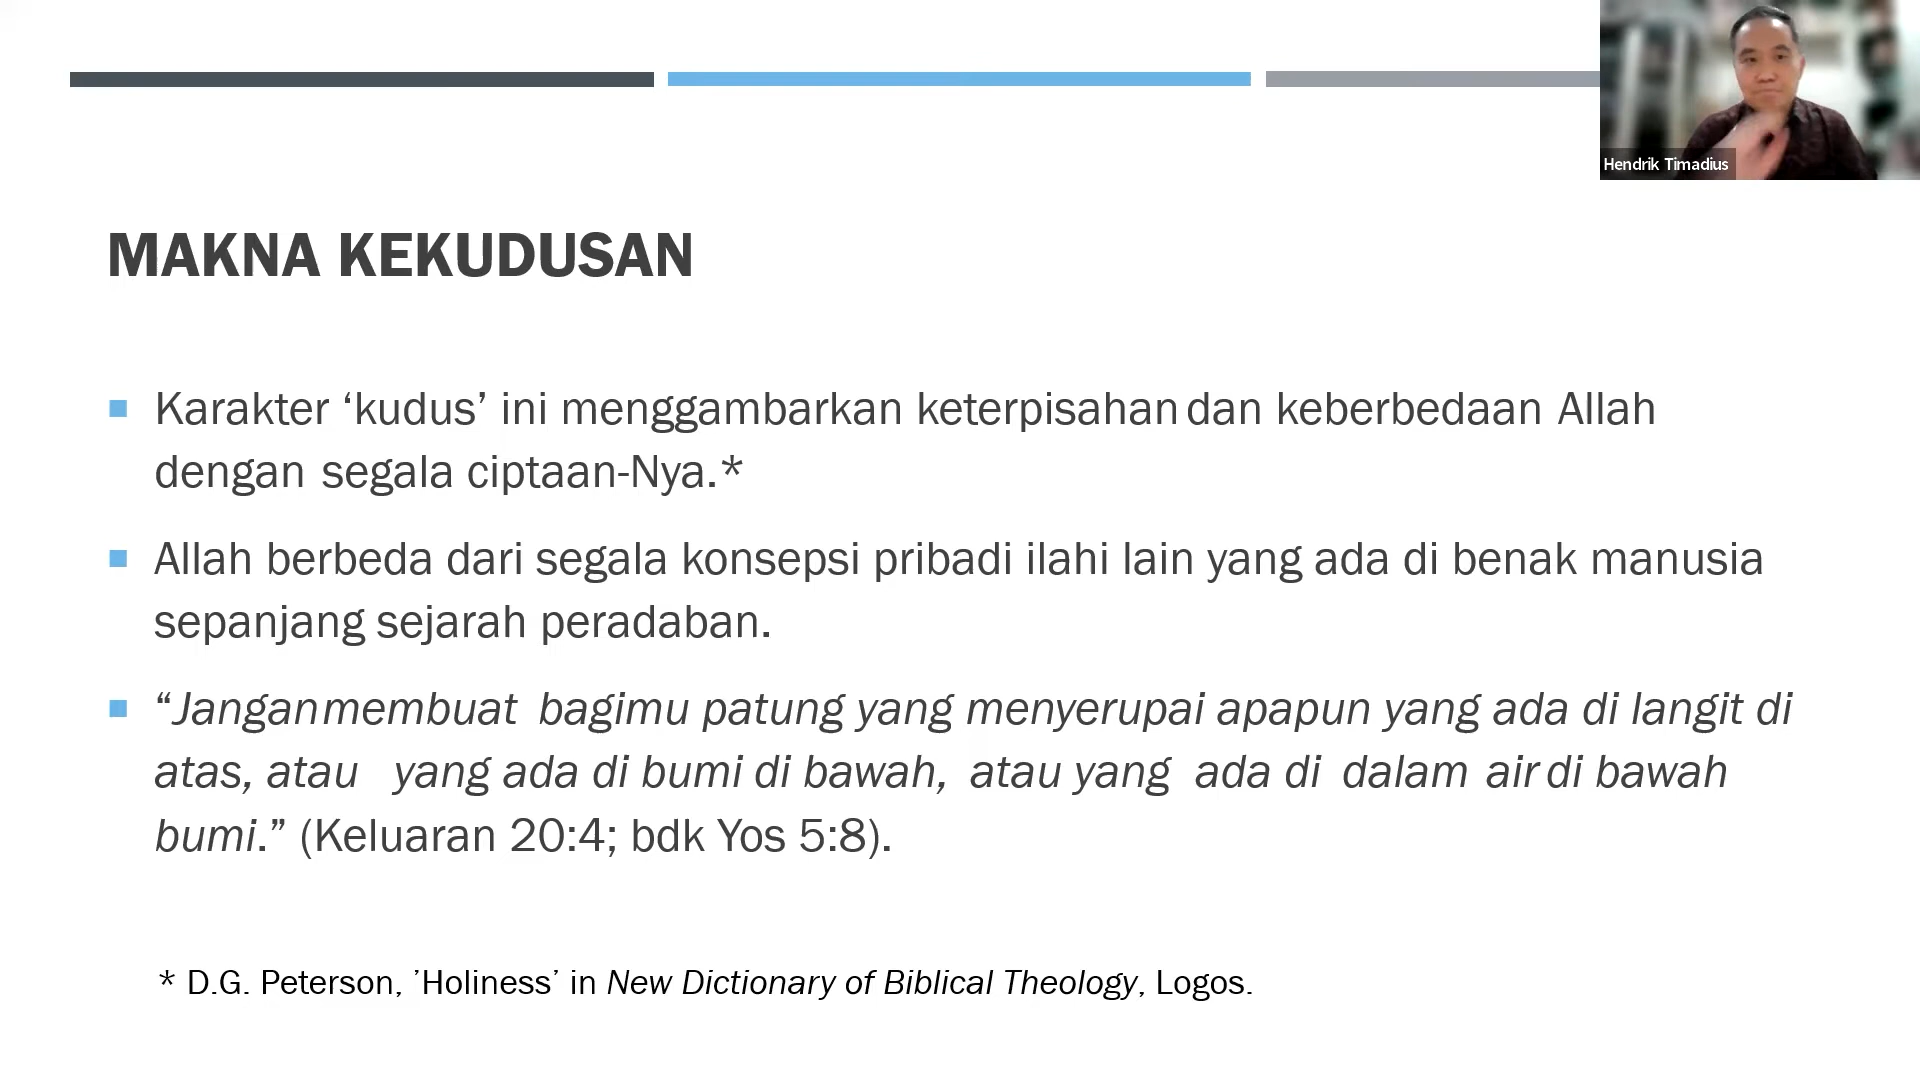 Hendrik Timadius
MAKNA KEKUDUSAN
Karakter ‘kudus’ ini menggambarkan keterpisahan dan keberbedaan Allah
dengan segala ciptaan-Nya.*
Allah berbeda dari segala konsepsi pribadi ilahi lain yang ada di benak manusia
sepanjang sejarah peradaban.
“Jangan membuat bagimu patung yang menyerupai apapun yang ada di langit di
atas, atau yang ada di bumi di bawah, atau yang ada di dalam air di bawah
bumi.” (Keluaran 20:4; bdk Yos 5:8).
* D.G. Peterson, ’Holiness’ in New Dictionary of Biblical Theology, Logos.